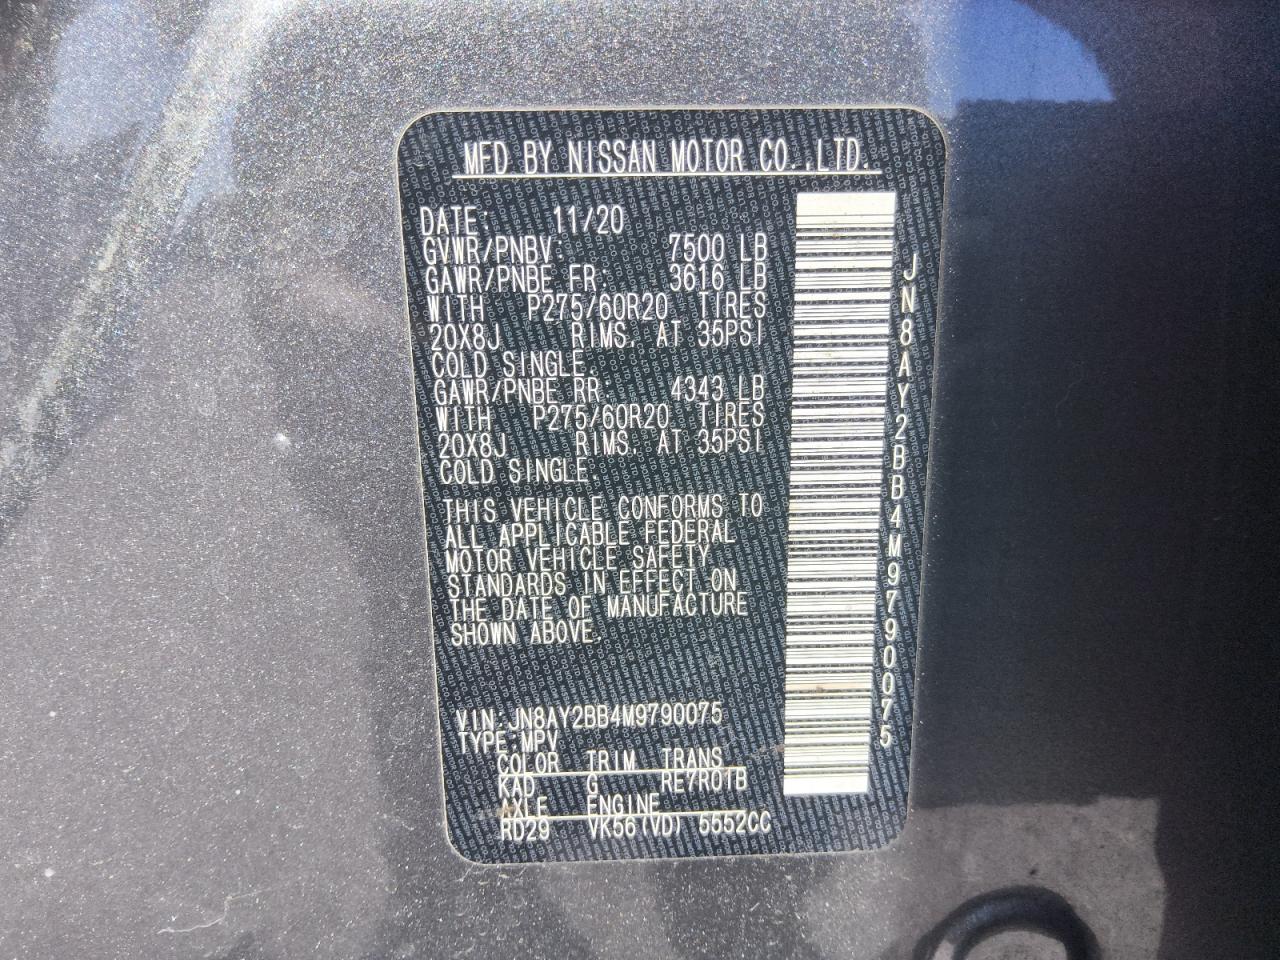 MFD BY NISSAN MOTOR CO.,LTD.
DATE: 11/20
GVWR/PNBV: 7500 LB
GAWR/PNBE FR: 3616 LB
WITH P275/60R20 TIRES
20X8J RIMS. AT 35PSI
COLD SINGLE.
GAWR/PNBE RR: 4343 LB
WITH P275/60R20 TIRES
20X8J RIMS. AT 35PSI
COLD SINGLE.
THIS VEHICLE CONFORMS TO
ALL APPLICABLE FEDERAL
MOTOR VEHICLE SAFETY
STANDARDS IN EFFECT ON
THE DATE OF MANUFACTURE
SHOWN ABOVE.
VIN:JN8AY2BB4M9790075
TYPE:MPV
COLOR TRIM TRANS
KAD G RE7R01B
AXLE ENGINE
RD29 VK56(VD) 5552CC
JN8AY2BB4M9790075